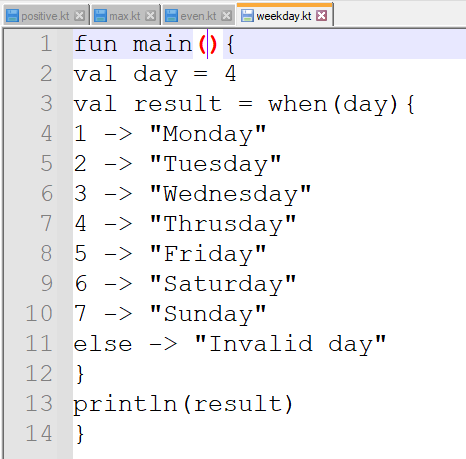 positive.kt max.kt even.kt weekday.kt
1 fun main(){
2 val day = 4
3 val result = when(day){
4 1 -> "Monday"
5 2 -> "Tuesday"
6 3 -> "Wednesday"
7 4 -> "Thrusday"
8 5 -> "Friday"
9 6 -> "Saturday"
10 7 -> "Sunday"
11 else -> "Invalid day"
12 }
13 println(result)
14 }